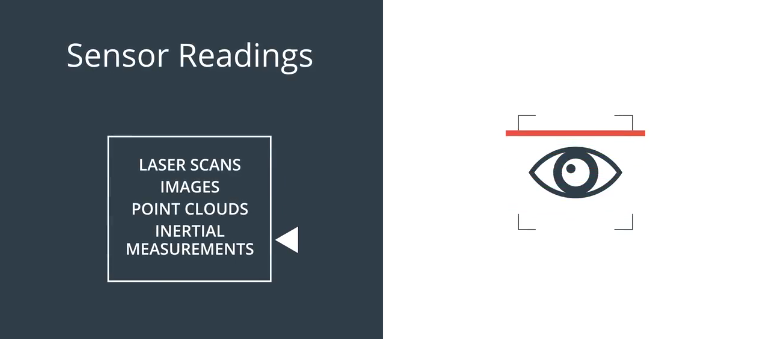 Sensor Readings
LASER SCANS
IMAGES
POINT CLOUDS
INERTIAL
MEASUREMENTS